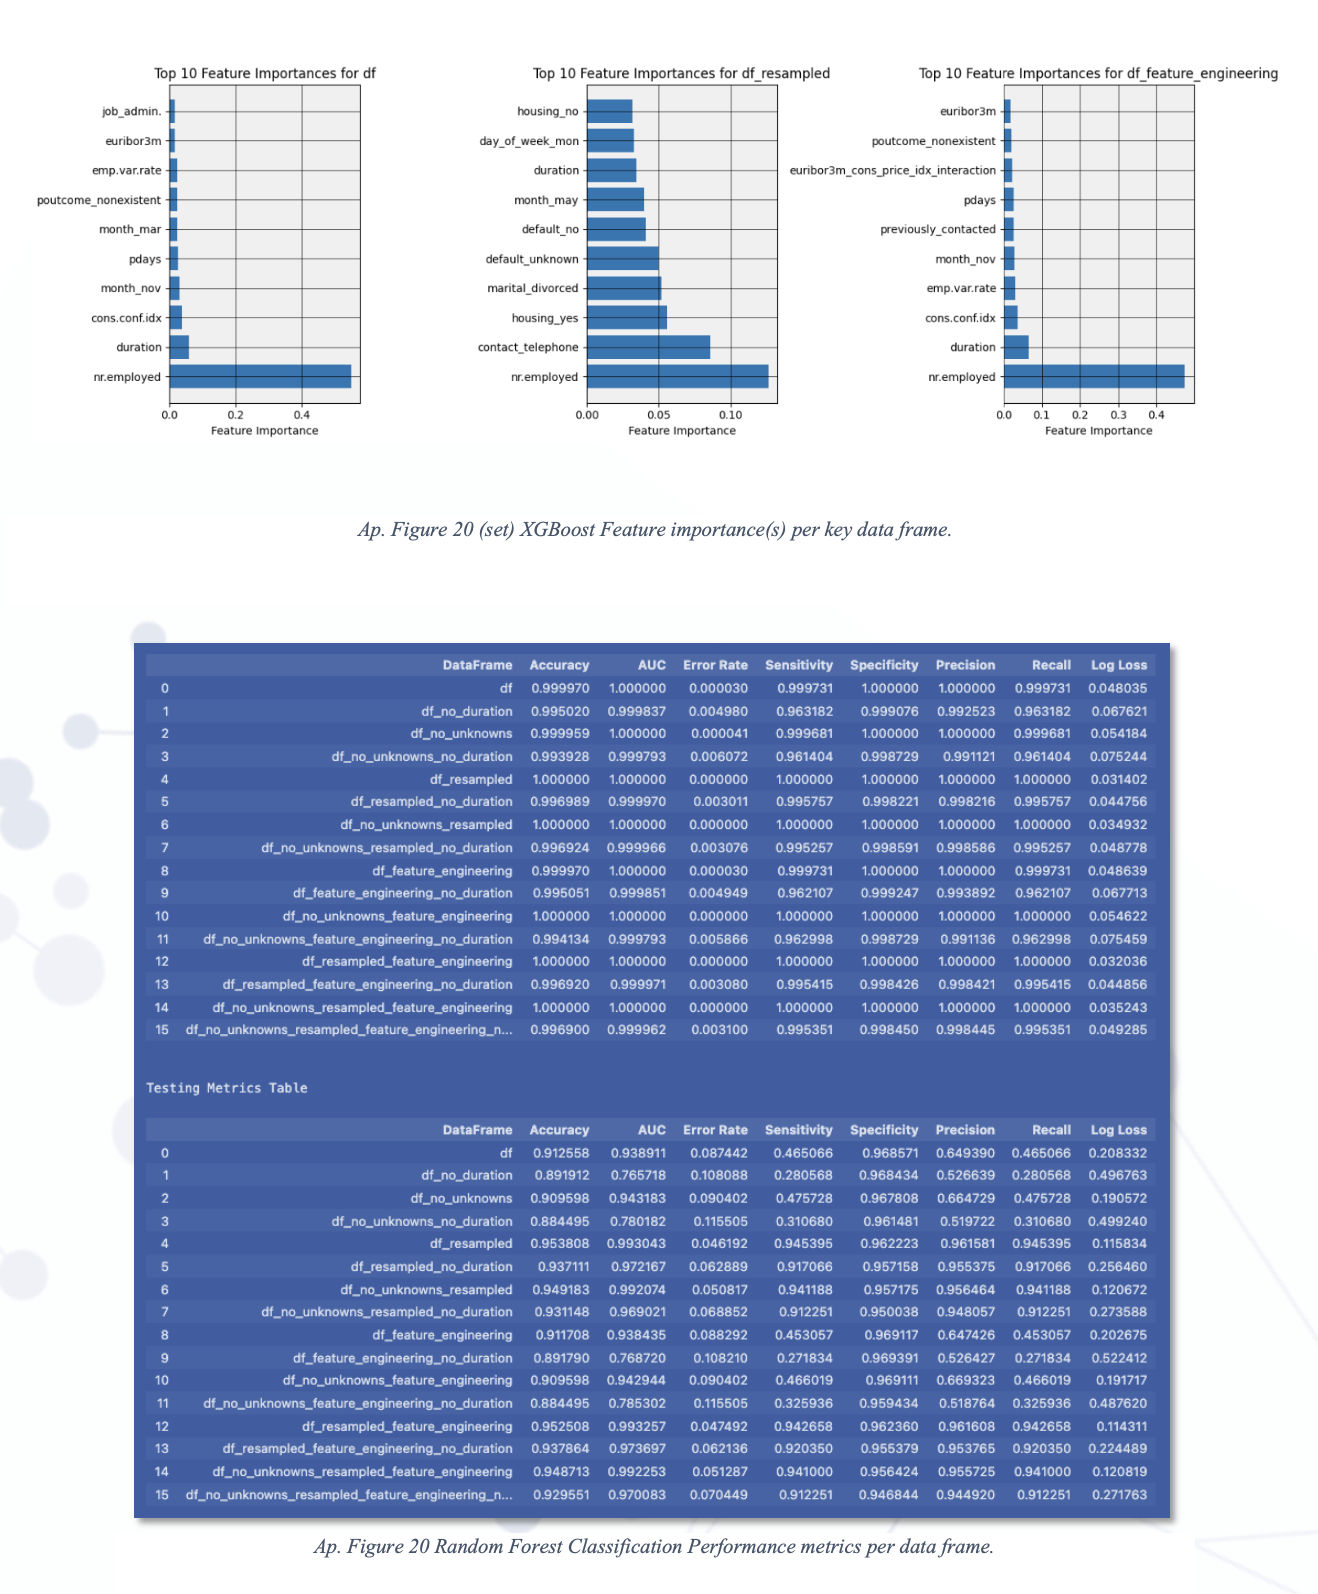 Top 10 Feature Importances for df
job_admin.
euribor3m
emp.var.rate
poutcome_nonexistent
month_mar
pdays
month_nov
cons.conf.idx
duration
nr.employed
0.0 0.2 0.4
Feature Importance
Top 10 Feature Importances for df_resampled
housing_no
day_of_week_mon
duration
month_may
default_no
default_unknown
marital_divorced
housing_yes
contact_telephone
nr.employed
0.00 0.05 0.10
Feature Importance
Top 10 Feature Importances for df_feature_engineering
euribor3m
poutcome_nonexistent
euribor3m_cons_price_idx_interaction
pdays
previously_contacted
month_nov
emp.var.rate
cons.conf.idx
duration
nr.employed
0.0 0.1 0.2 0.3 0.4
Feature Importance
Ap. Figure 20 (set) XGBoost Feature importance(s) per key data frame.
DataFrame Accuracy AUC Error Rate Sensitivity Specificity Precision Recall Log Loss
0 df 0.999970 1.000000 0.000030 0.999731 1.000000 1.000000 0.999731 0.048035
1 df_no_duration 0.995020 0.999837 0.004980 0.963182 0.999076 0.992523 0.963182 0.067621
2 df_no_unknowns 0.999959 1.000000 0.000041 0.999681 1.000000 1.000000 0.999681 0.054184
3 df_no_unknowns_no_duration 0.993928 0.999793 0.006072 0.961404 0.998729 0.991121 0.961404 0.075244
4 df_resampled 1.000000 1.000000 0.000000 1.000000 1.000000 1.000000 1.000000 0.031402
5 df_resampled_no_duration 0.996989 0.999970 0.003011 0.995757 0.998221 0.998216 0.995757 0.044756
6 df_no_unknowns_resampled 1.000000 1.000000 0.000000 1.000000 1.000000 1.000000 1.000000 0.034932
7 df_no_unknowns_resampled_no_duration 0.996924 0.999966 0.003076 0.995257 0.998591 0.998586 0.995257 0.048778
8 df_feature_engineering 0.999970 1.000000 0.000030 0.999731 1.000000 1.000000 0.999731 0.048639
9 df_feature_engineering_no_duration 0.995051 0.999851 0.004949 0.962107 0.999247 0.993892 0.962107 0.067713
10 df_no_unknowns_feature_engineering 1.000000 1.000000 0.000000 1.000000 1.000000 1.000000 1.000000 0.054622
11 df_no_unknowns_feature_engineering_no_duration 0.994134 0.999793 0.005866 0.962998 0.998729 0.991136 0.962998 0.075459
12 df_resampled_feature_engineering 1.000000 1.000000 0.000000 1.000000 1.000000 1.000000 1.000000 0.032036
13 df_resampled_feature_engineering_no_duration 0.996920 0.999971 0.003080 0.995415 0.998426 0.998421 0.995415 0.044856
14 df_no_unknowns_resampled_feature_engineering 1.000000 1.000000 0.000000 1.000000 1.000000 1.000000 1.000000 0.035243
15 df_no_unknowns_resampled_feature_engineering_n... 0.996900 0.999962 0.003100 0.995351 0.998450 0.998445 0.995351 0.049285
Testing Metrics Table
DataFrame Accuracy AUC Error Rate Sensitivity Specificity Precision Recall Log Loss
0 df 0.912558 0.938911 0.087442 0.465066 0.968571 0.649390 0.465066 0.208332
1 df_no_duration 0.891912 0.765718 0.108088 0.280568 0.968434 0.526639 0.280568 0.496763
2 df_no_unknowns 0.909598 0.943183 0.090402 0.475728 0.967808 0.664729 0.475728 0.190572
3 df_no_unknowns_no_duration 0.884495 0.780182 0.115505 0.310680 0.961481 0.519722 0.310680 0.499240
4 df_resampled 0.953808 0.993043 0.046192 0.945395 0.962223 0.961581 0.945395 0.115834
5 df_resampled_no_duration 0.937111 0.972167 0.062889 0.917066 0.957158 0.955375 0.917066 0.256460
6 df_no_unknowns_resampled 0.949183 0.992074 0.050817 0.941188 0.957175 0.956464 0.941188 0.120672
7 df_no_unknowns_resampled_no_duration 0.931148 0.969021 0.068852 0.912251 0.950038 0.948057 0.912251 0.273588
8 df_feature_engineering 0.911708 0.938435 0.088292 0.453057 0.969117 0.647426 0.453057 0.202675
9 df_feature_engineering_no_duration 0.891790 0.768720 0.108210 0.271834 0.969391 0.526427 0.271834 0.522412
10 df_no_unknowns_feature_engineering 0.909598 0.942944 0.090402 0.466019 0.969111 0.669323 0.466019 0.191717
11 df_no_unknowns_feature_engineering_no_duration 0.884495 0.785302 0.115505 0.325936 0.959434 0.518764 0.325936 0.487620
12 df_resampled_feature_engineering 0.952508 0.993257 0.047492 0.942658 0.962360 0.961608 0.942658 0.114311
13 df_resampled_feature_engineering_no_duration 0.937864 0.973697 0.062136 0.920350 0.955379 0.953765 0.920350 0.224489
14 df_no_unknowns_resampled_feature_engineering 0.948713 0.992253 0.051287 0.941000 0.956424 0.955725 0.941000 0.120819
15 df_no_unknowns_resampled_feature_engineering_n... 0.929551 0.970083 0.070449 0.912251 0.946844 0.944920 0.912251 0.271763
Ap. Figure 20 Random Forest Classification Performance metrics per data frame.